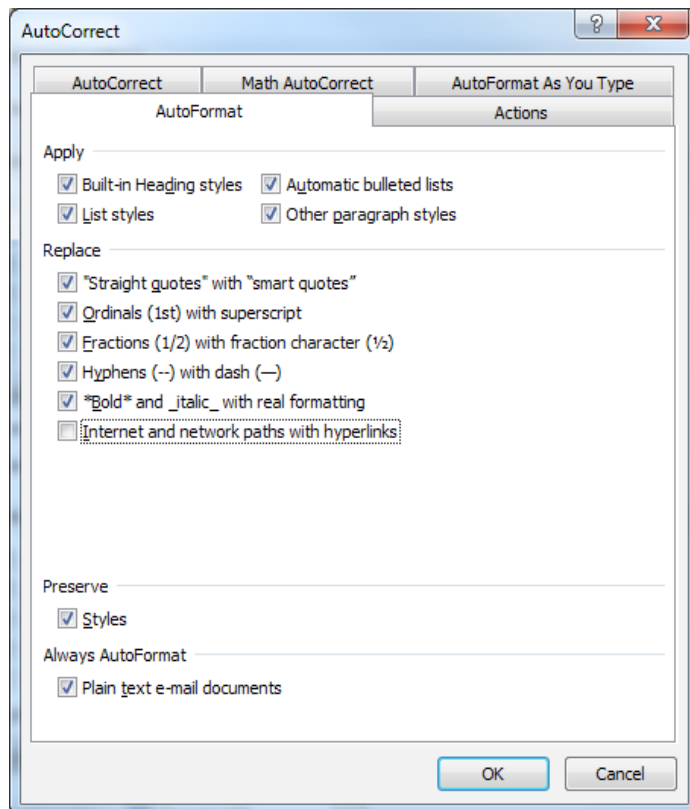 AutoCorrect
AutoCorrect Math AutoCorrect AutoFormat As You Type
AutoFormat Actions
Apply
Built-in Heading styles Automatic bulleted lists
List styles Other paragraph styles
Replace
"Straight quotes" with “smart quotes”
Ordinals (1st) with superscript
Fractions (1/2) with fraction character (½)
Hyphens (--) with dash (—)
*Bold* and _italic_ with real formatting
Internet and network paths with hyperlinks
Preserve
Styles
Always AutoFormat
Plain text e-mail documents
OK Cancel